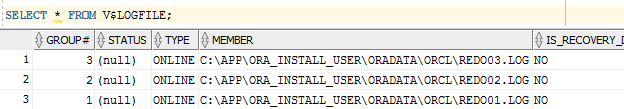 SELECT * FROM V$LOGFILE;
GROUP# STATUS TYPE MEMBER IS_RECOVERY_D
1 3 (null) ONLINE C:\APP\ORA_INSTALL_USER\ORADATA\ORCL\REDO03.LOG NO
2 2 (null) ONLINE C:\APP\ORA_INSTALL_USER\ORADATA\ORCL\REDO02.LOG NO
3 1 (null) ONLINE C:\APP\ORA_INSTALL_USER\ORADATA\ORCL\REDO01.LOG NO